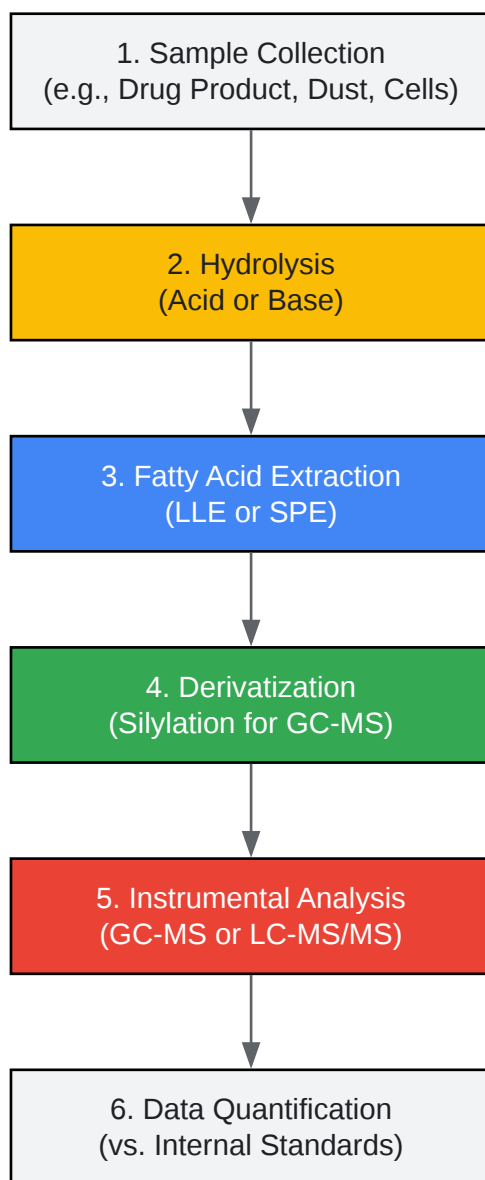 1. Sample Collection
(e.g., Drug Product, Dust, Cells)
2. Hydrolysis
(Acid or Base)
3. Fatty Acid Extraction
(LLE or SPE)
4. Derivatization
(Silylation for GC-MS)
5. Instrumental Analysis
(GC-MS or LC-MS/MS)
6. Data Quantification
(vs. Internal Standards)